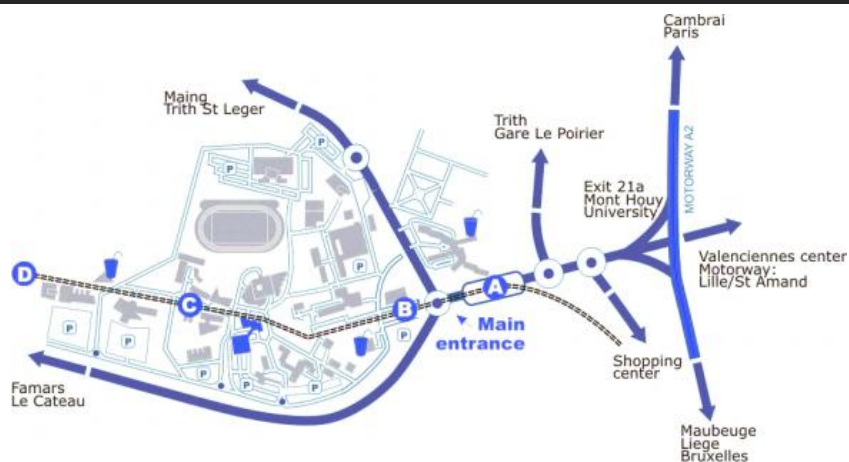 Cambrai
Paris
Maing
Trith St Leger
Trith
Gare Le Poirier
MOTORWAY A2
Exit 21a
Mont Houy
University
Valenciennes center
Motorway:
Lille/St Amand
P
P
P
P
P
P
P
P
P
D
C
B
A
Main
entrance
Shopping
center
Famars
Le Cateau
Maubeuge
Liege
Bruxelles